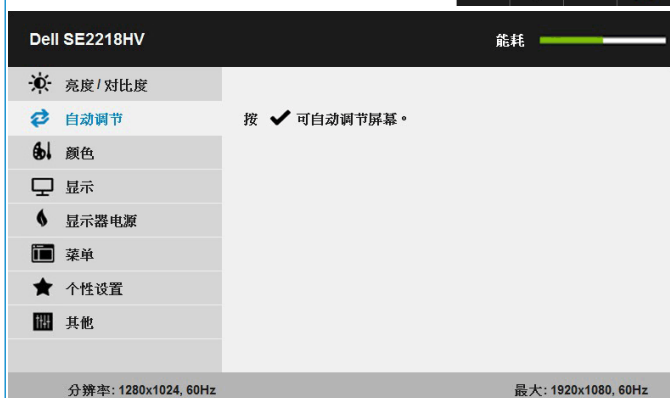 Dell SE2218HV 能耗
亮度/对比度
自动调节 按 ✔ 可自动调节屏幕。
颜色
显示
显示器电源
菜单
个性设置
其他
分辨率: 1280x1024, 60Hz 最大: 1920x1080, 60Hz